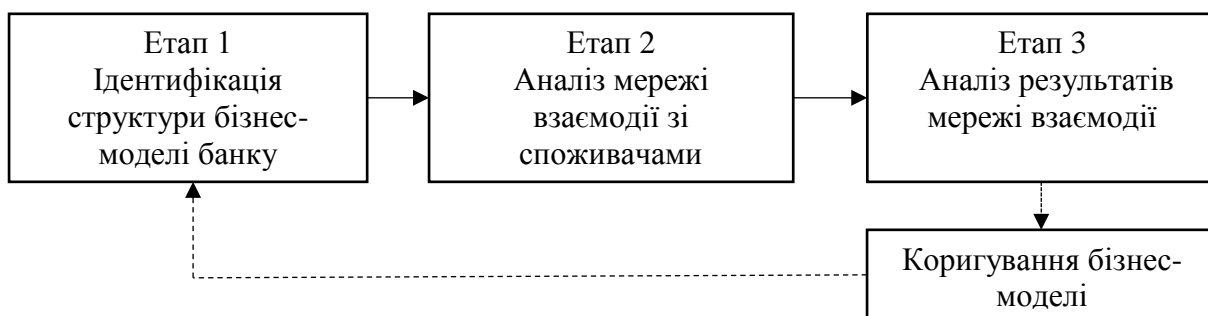 Етап 1
Ідентифікація
структури бізнес-
моделі банку
Етап 2
Аналіз мережі
взаємодії зі
споживачами
Етап 3
Аналіз результатів
мережі взаємодії
Коригування бізнес-
моделі